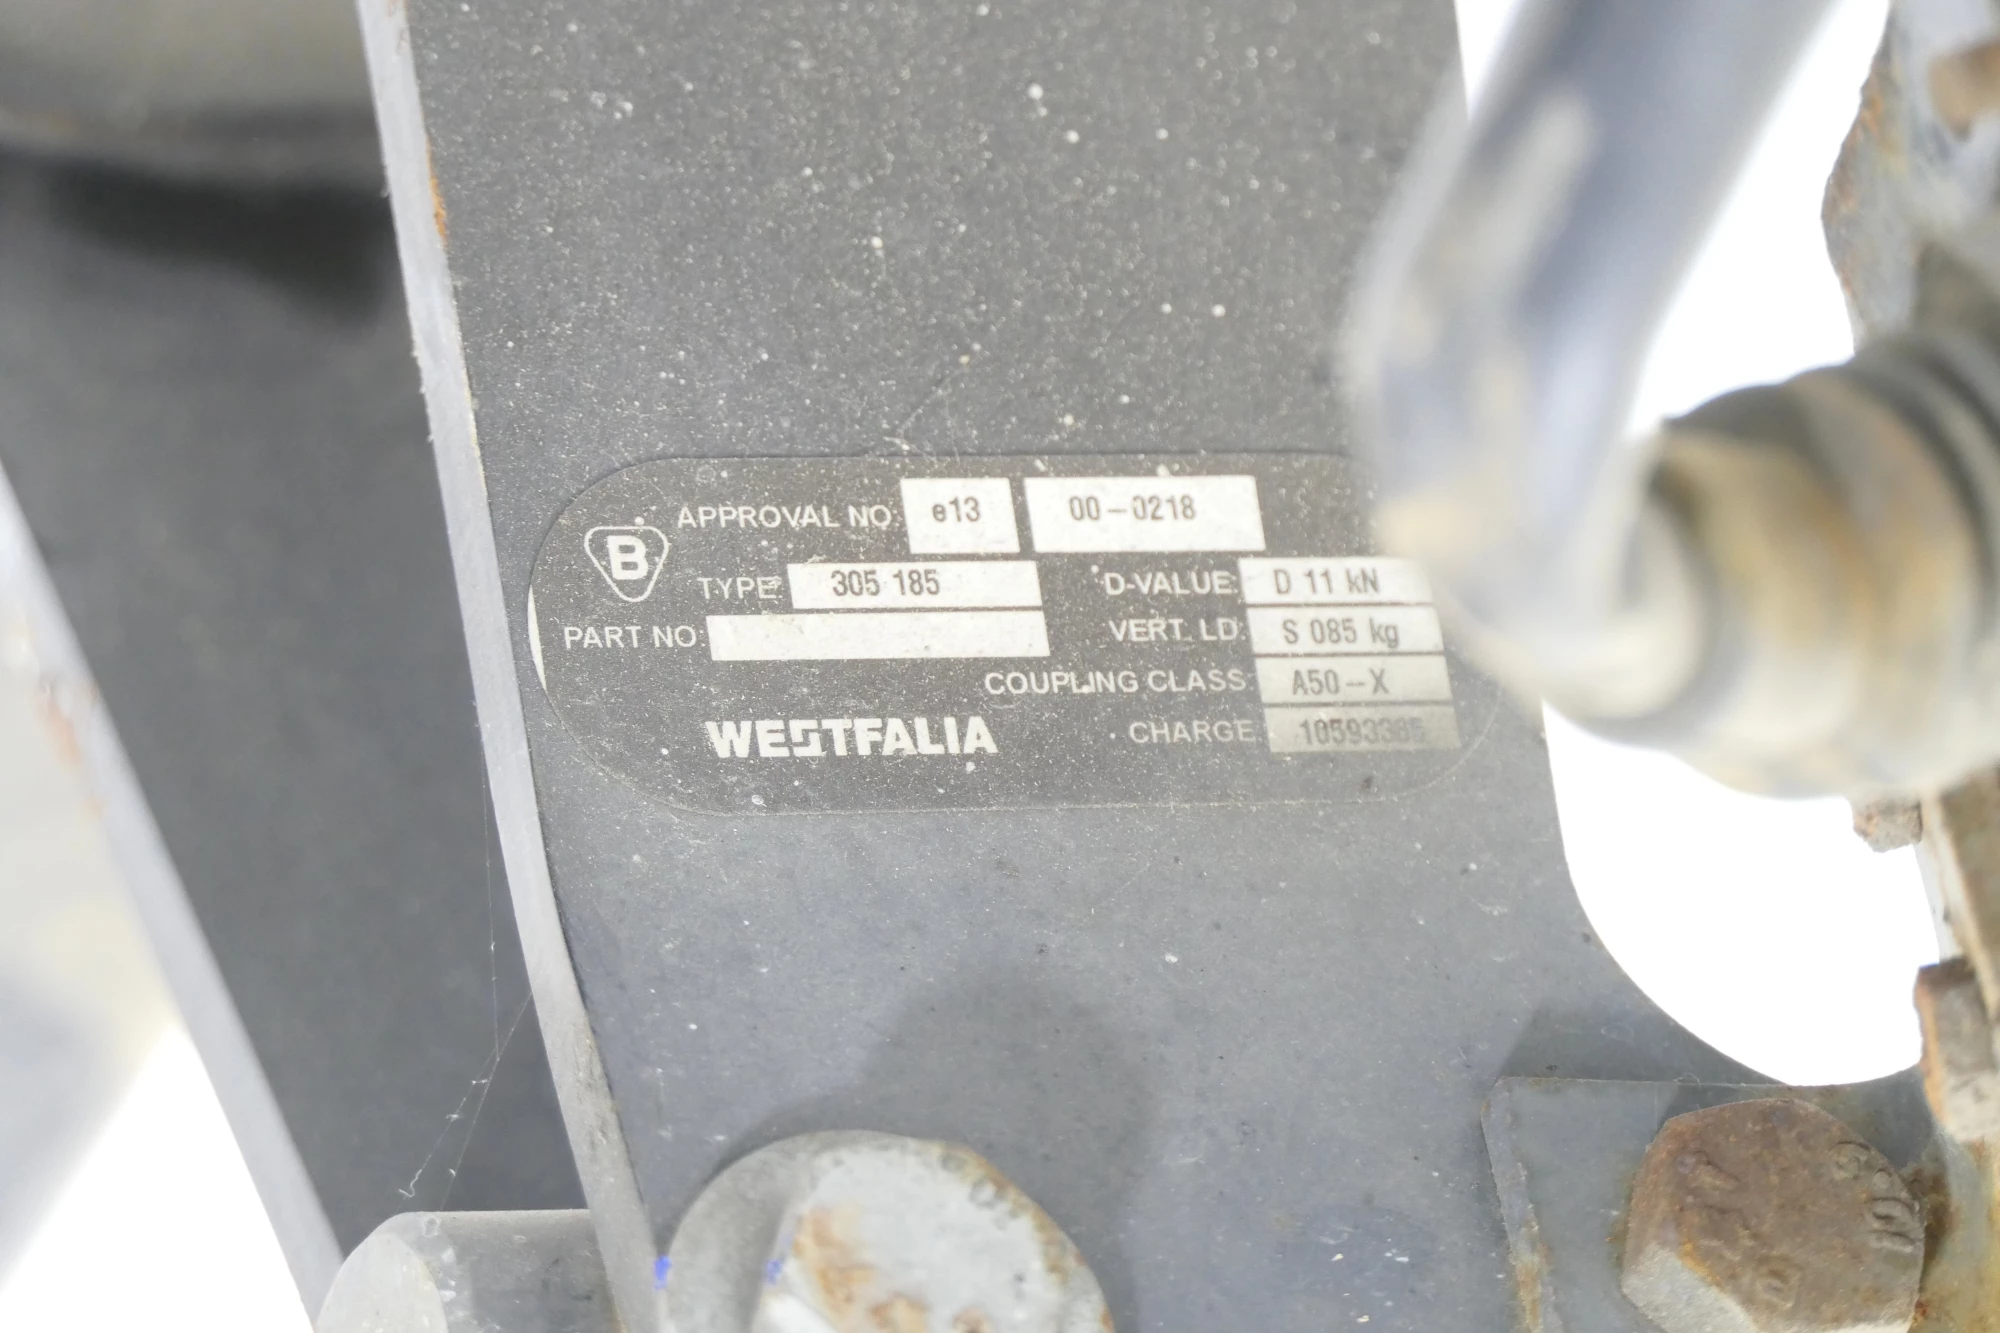 APPROVAL NO: e13 00-0218
B
TYPE: 305 185 D-VALUE: D 11 kN
PART NO: VERT. LD: S 085 kg
COUPLING CLASS: A50-X
WESTFALIA CHARGE: